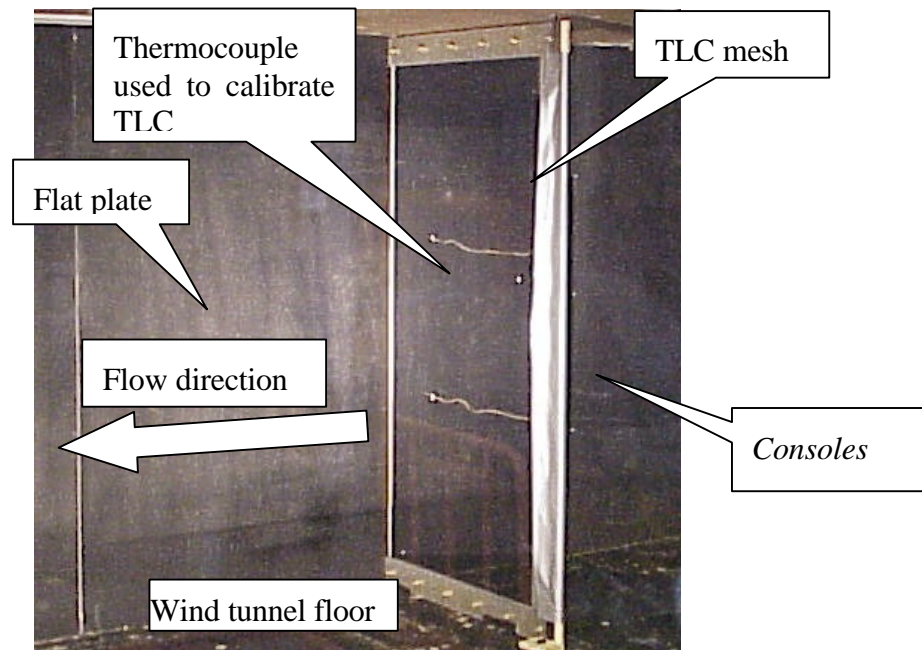 Thermocouple
used to calibrate
TLC
TLC mesh
Flat plate
Flow direction
Consoles
Wind tunnel floor